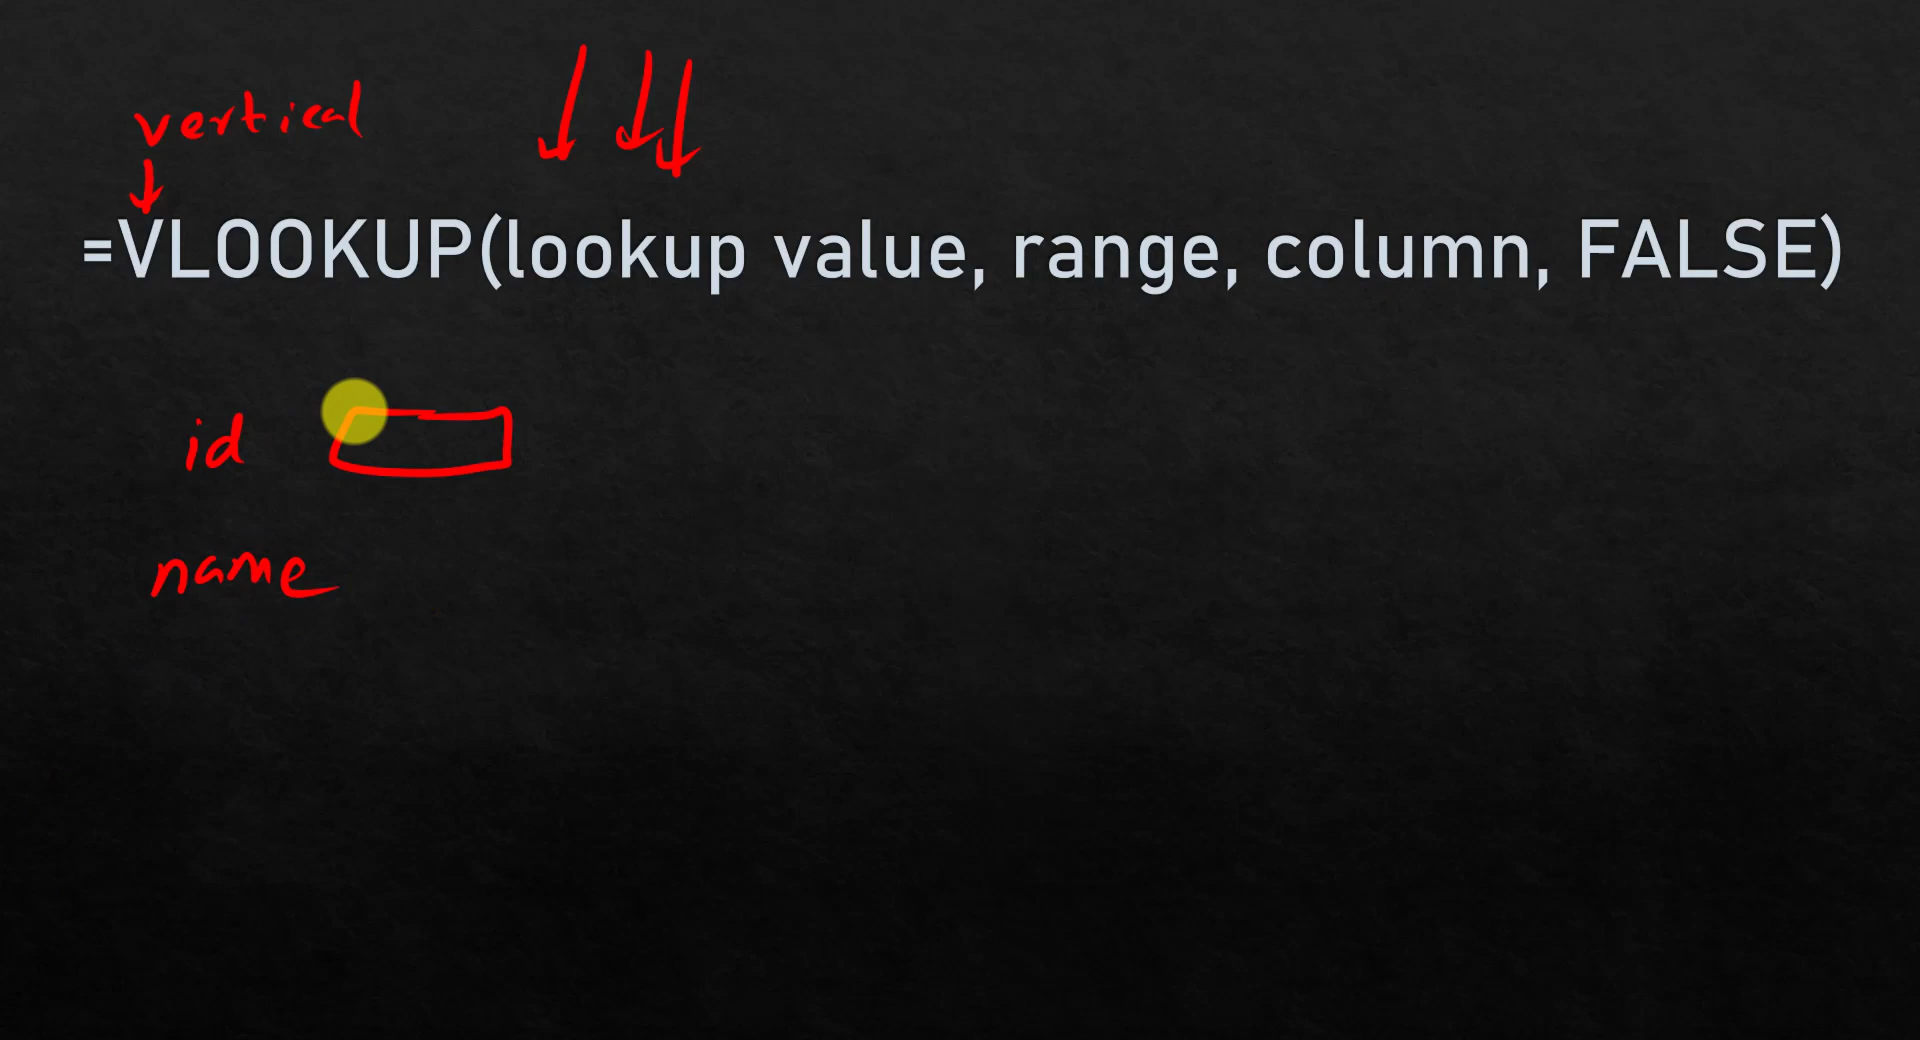 vertical
=VLOOKUP(lookup value, range, column, FALSE)
id
name